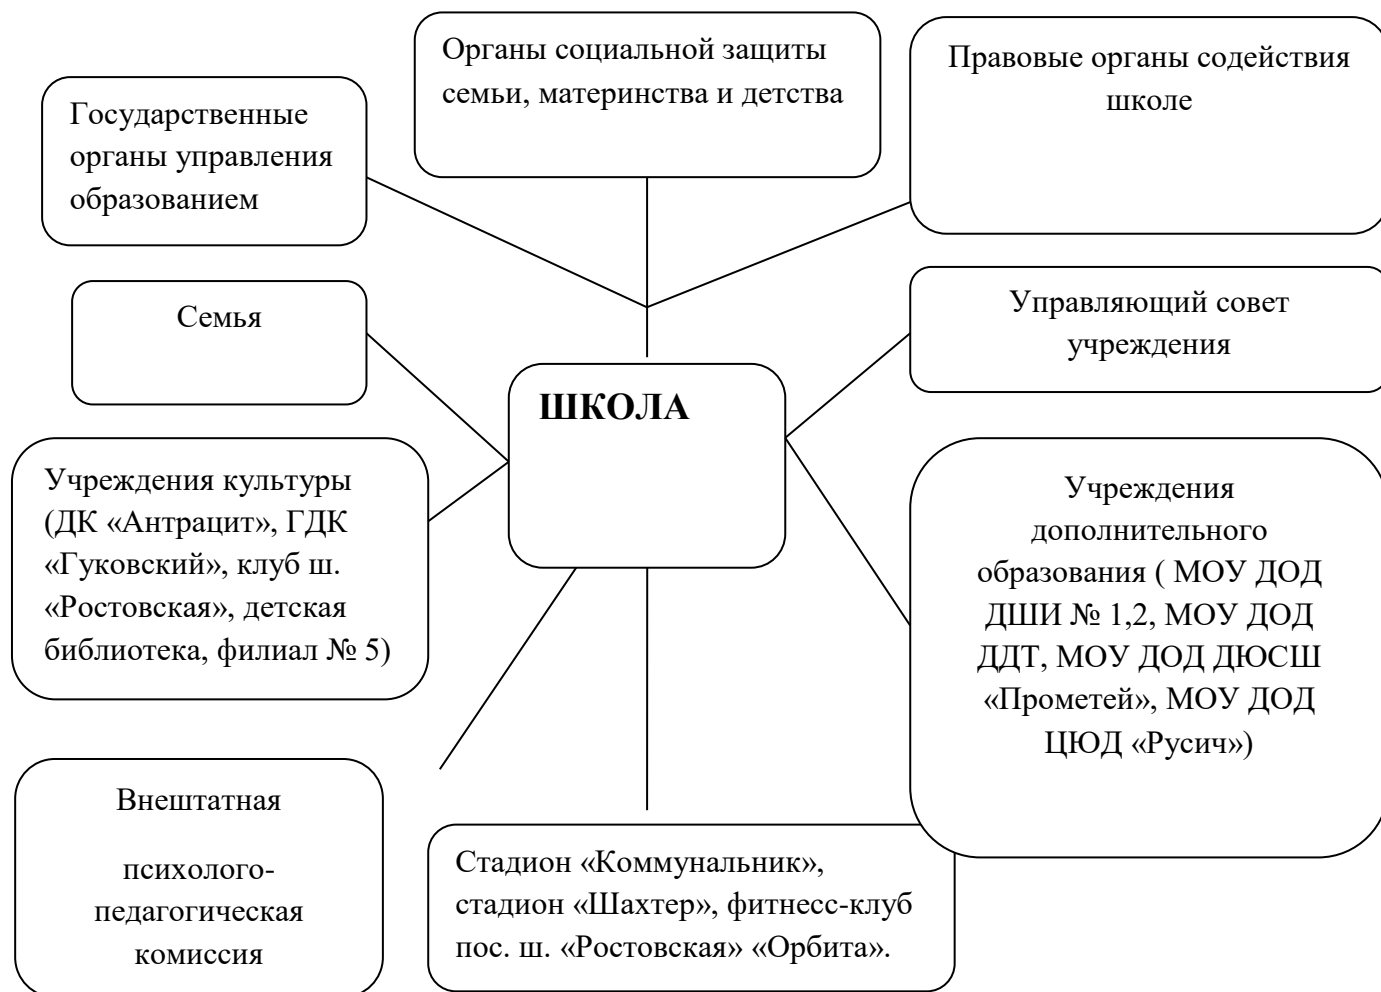 Органы социальной защиты
семьи, материнства и детства
Правовые органы содействия
школе
Государственные
органы управления
образованием
Семья
Управляющий совет
учреждения
ШКОЛА
Учреждения культуры
(ДК «Антрацит», ГДК
«Гуковский», клуб ш.
«Ростовская», детская
библиотека, филиал № 5)
Учреждения
дополнительного
образования ( МОУ ДОД
ДШИ № 1,2, МОУ ДОД
ДДТ, МОУ ДОД ДЮСШ
«Прометей», МОУ ДОД
ЦЮД «Русич»)
Внештатная
психолого-
педагогическая
комиссия
Стадион «Коммунальник»,
стадион «Шахтер», фитнесс-клуб
пос. ш. «Ростовская» «Орбита».